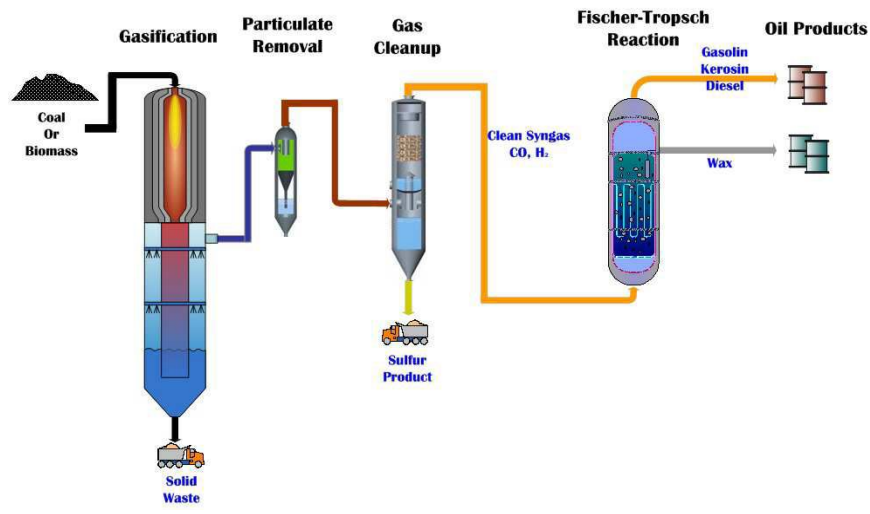 Gasification
Particulate
Removal
Gas
Cleanup
Fischer-Tropsch
Reaction
Oil Products
Coal
Or
Biomass
Gasolin
Kerosin
Diesel
Clean Syngas
CO, H₂
Wax
Sulfur
Product
Solid
Waste